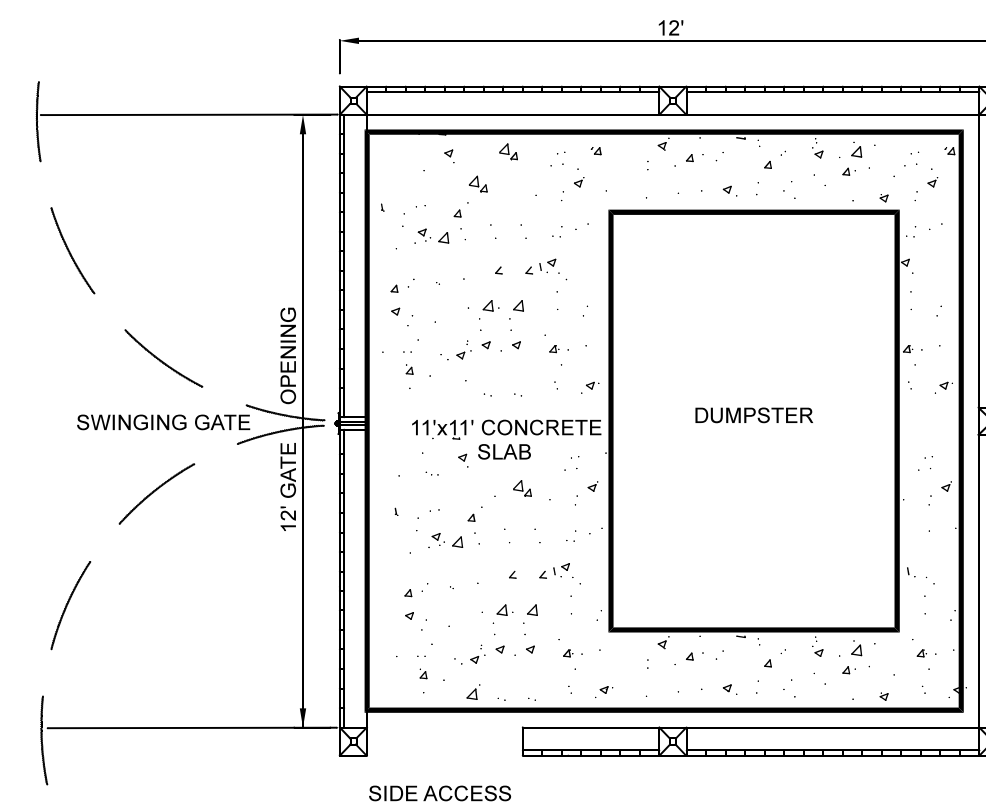 12'
12' GATE OPENING
SWINGING GATE
11'x11' CONCRETE
SLAB
DUMPSTER
SIDE ACCESS